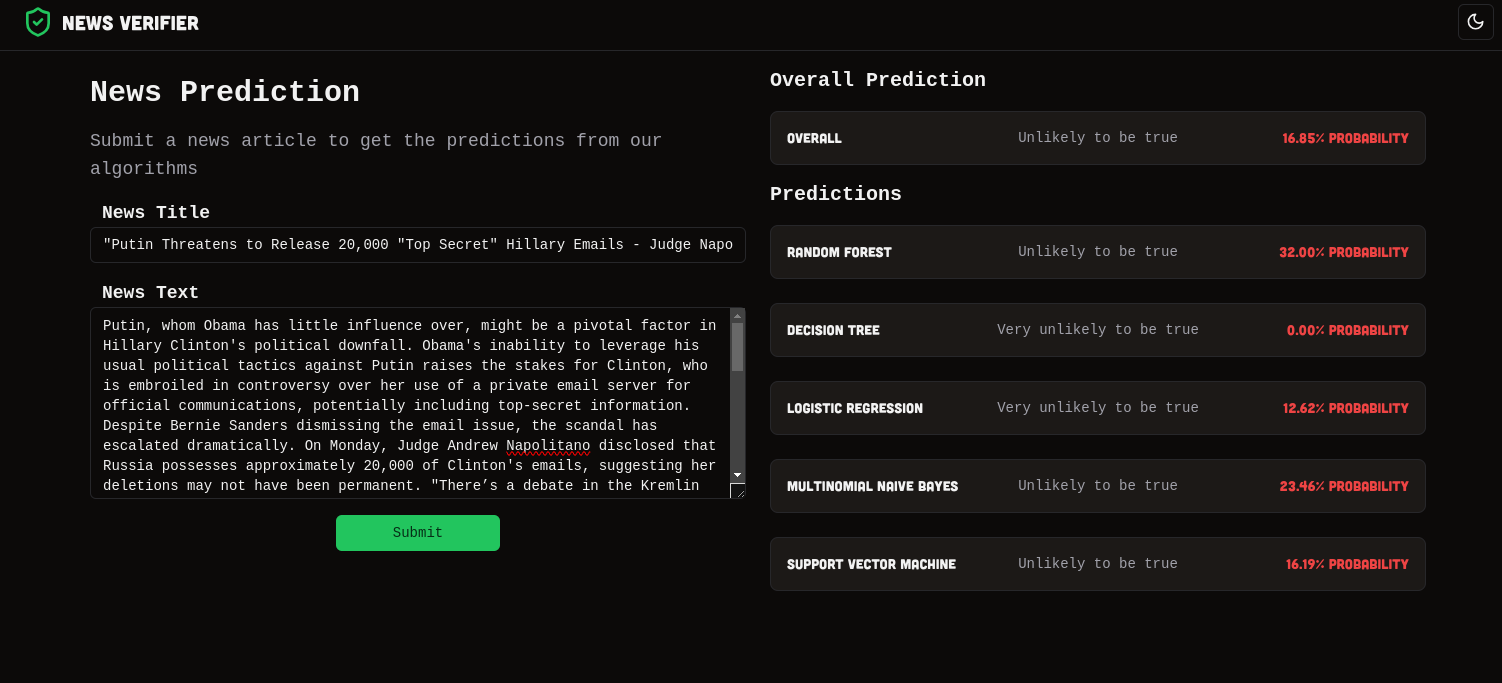 NEWS VERIFIER
News Prediction
Submit a news article to get the predictions from our
algorithms
News Title
"Putin Threatens to Release 20,000 "Top Secret" Hillary Emails - Judge Napo
News Text
Putin, whom Obama has little influence over, might be a pivotal factor in
Hillary Clinton's political downfall. Obama's inability to leverage his
usual political tactics against Putin raises the stakes for Clinton, who
is embroiled in controversy over her use of a private email server for
official communications, potentially including top-secret information.
Despite Bernie Sanders dismissing the email issue, the scandal has
escalated dramatically. On Monday, Judge Andrew Napolitano disclosed that
Russia possesses approximately 20,000 of Clinton's emails, suggesting her
deletions may not have been permanent. "There’s a debate in the Kremlin
Submit
Overall Prediction
OVERALL Unlikely to be true 16.85% PROBABILITY
Predictions
RANDOM FOREST Unlikely to be true 32.00% PROBABILITY
DECISION TREE Very unlikely to be true 0.00% PROBABILITY
LOGISTIC REGRESSION Very unlikely to be true 12.62% PROBABILITY
MULTINOMIAL NAIVE BAYES Unlikely to be true 23.46% PROBABILITY
SUPPORT VECTOR MACHINE Unlikely to be true 16.19% PROBABILITY